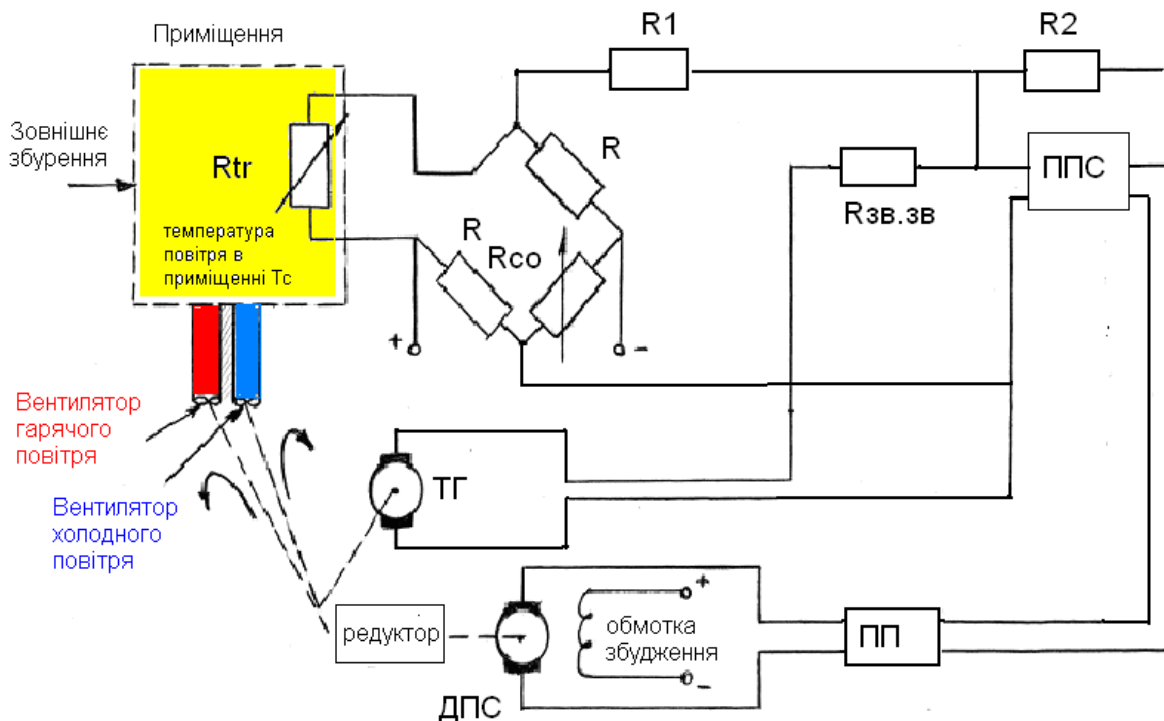 Приміщення
R1
R2
Зовнішнє
збурення
Rtr
R
ППС
температура
повітря в
приміщенні Тс
R
Rco
Rзв.зв
+
-
Вентилятор
гарячого
повітря
Вентилятор
холодного
повітря
ТГ
редуктор
+
обмотка
збудження
-
ПП
ДПС